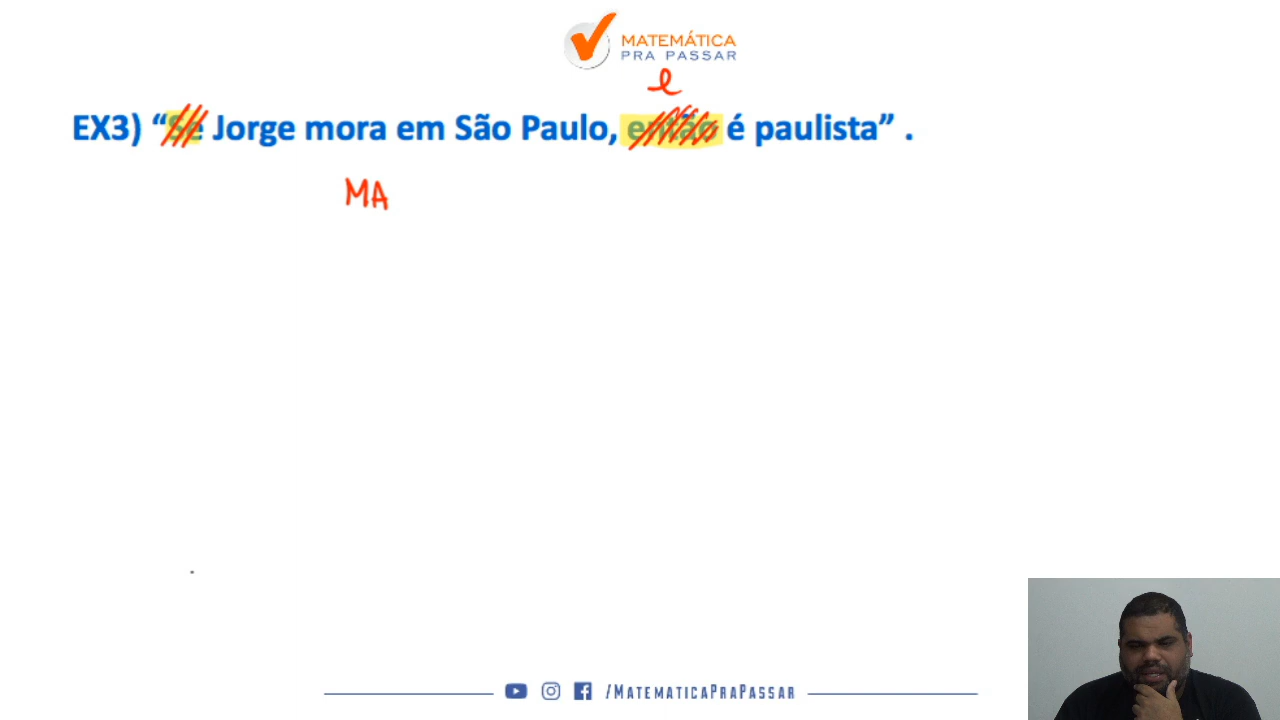 MATEMÁTICA
PRA PASSAR
e
EX3) “Se Jorge mora em São Paulo, então é paulista” .
MA
/MATEMATICAPRAPASSAR